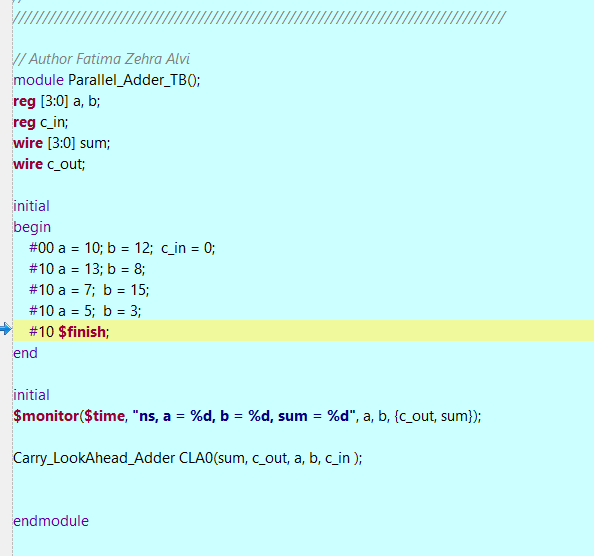 ////////////////////////////////////////////////////////////////////////////////////
// Author Fatima Zehra Alvi
module Parallel_Adder_TB();
reg [3:0] a, b;
reg c_in;
wire [3:0] sum;
wire c_out;
initial
begin
#00 a = 10; b = 12;  c_in = 0;
#10 a = 13; b = 8;
#10 a = 7;  b = 15;
#10 a = 5;  b = 3;
#10 $finish;
end
initial
$monitor($time, "ns, a = %d, b = %d, sum = %d", a, b, {c_out, sum});
Carry_LookAhead_Adder CLA0(sum, c_out, a, b, c_in );
endmodule